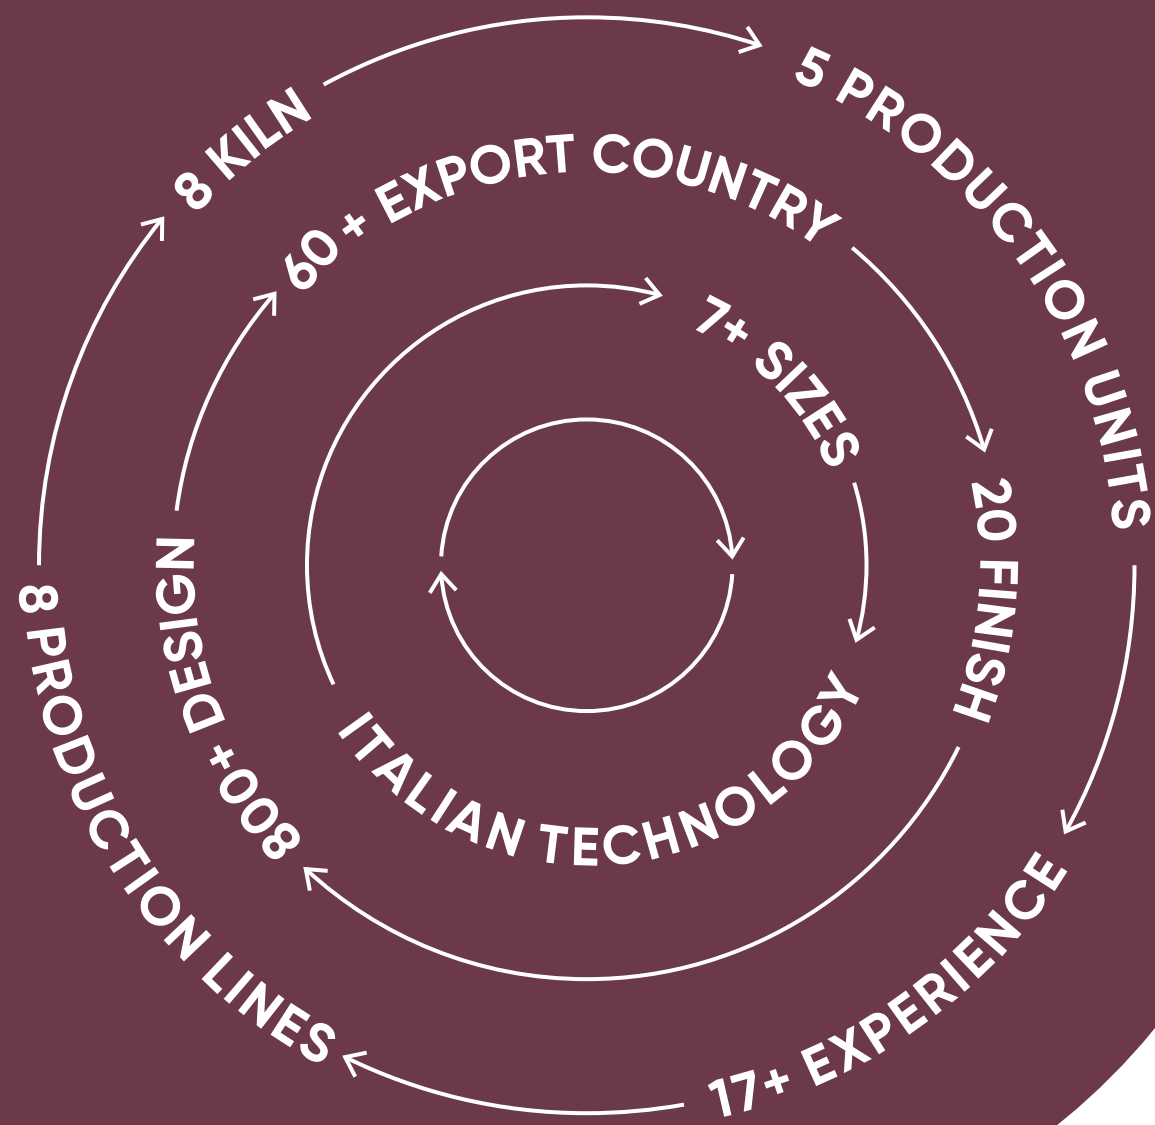 8 KILN
5 PRODUCTION UNITS
17+ EXPERIENCE
8 PRODUCTION LINES
60+ EXPORT COUNTRY
20 FINISH
800+ DESIGN
7+ SIZES
ITALIAN TECHNOLOGY